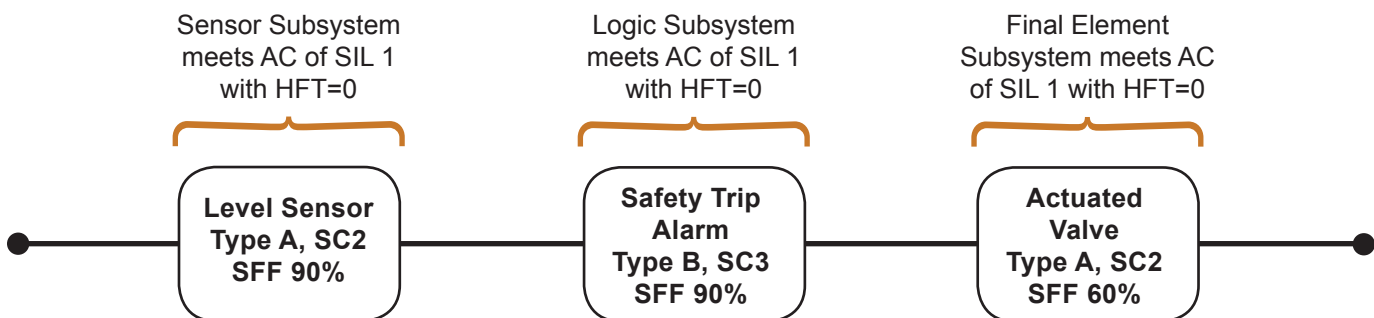 Sensor Subsystem
meets AC of SIL 1
with HFT=0
Logic Subsystem
meets AC of SIL 1
with HFT=0
Final Element
Subsystem meets AC
of SIL 1 with HFT=0
Level Sensor
Type A, SC2
SFF 90%
Safety Trip
Alarm
Type B, SC3
SFF 90%
Actuated
Valve
Type A, SC2
SFF 60%